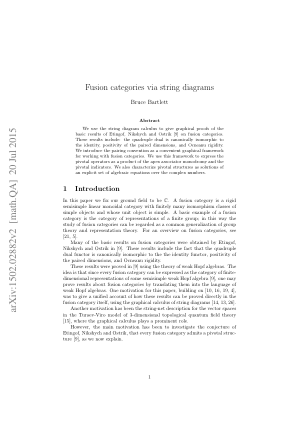 Fusion categories via string diagrams
Bruce Bartlett
Abstract
We use the string diagram calculus to give graphical proofs of the
basic results of Etingof, Nikshych and Ostrik [9] on fusion categories.
These results include: the quadruple dual is canonically isomorphic to
the identity, positivity of the paired dimensions, and Ocneanu rigidity.
We introduce the pairing convention as a convenient graphical framework
for working with fusion categories. We use this framework to express the
pivotal operators as a product of the apex associator monodromy and the
pivotal indicators. We also characterize pivotal structures as solutions of
an explicit set of algebraic equations over the complex numbers.
1 Introduction
In this paper we fix our ground field to be ℂ. A fusion category is a rigid
semisimple linear monoidal category with finitely many isomorphism classes of
simple objects and whose unit object is simple. A basic example of a fusion
category is the category of representations of a finite group; in this way the
study of fusion categories can be regarded as a common generalization of group
theory and representation theory. For an overview on fusion categories, see
[21, 5].
Many of the basic results on fusion categories were obtained by Etingof,
Nikshych and Ostrik in [9]. These results include the fact that the quadruple
dual functor is canonically isomorphic to the the identity functor, positivity
of the paired dimensions, and Ocneanu rigidity.
These results were proved in [9] using the theory of weak Hopf algebras. The
idea is that since every fusion category can be expressed as the category of finite-
dimensional representations of some semisimple weak Hopf algebra [9], one may
prove results about fusion categories by translating them into the language of
weak Hopf algebras. One motivation for this paper, building on [10, 16, 19, 4],
was to give a unified account of how these results can be proved directly in the
fusion category itself, using the graphical calculus of string diagrams [14, 23, 26].
Another motivation has been the string-net description for the vector spaces
in the Turaev-Viro model of 3-dimensional topological quantum field theory
[15], where the graphical calculus plays a prominent role.
However, the main motivation has been to investigate the conjecture of
Etingof, Nikshych and Ostrik, that every fusion category admits a pivotal struc-
ture [9], as we now explain.
1
arXiv:1502.02882v2 [math.QA] 20 Jul 2015